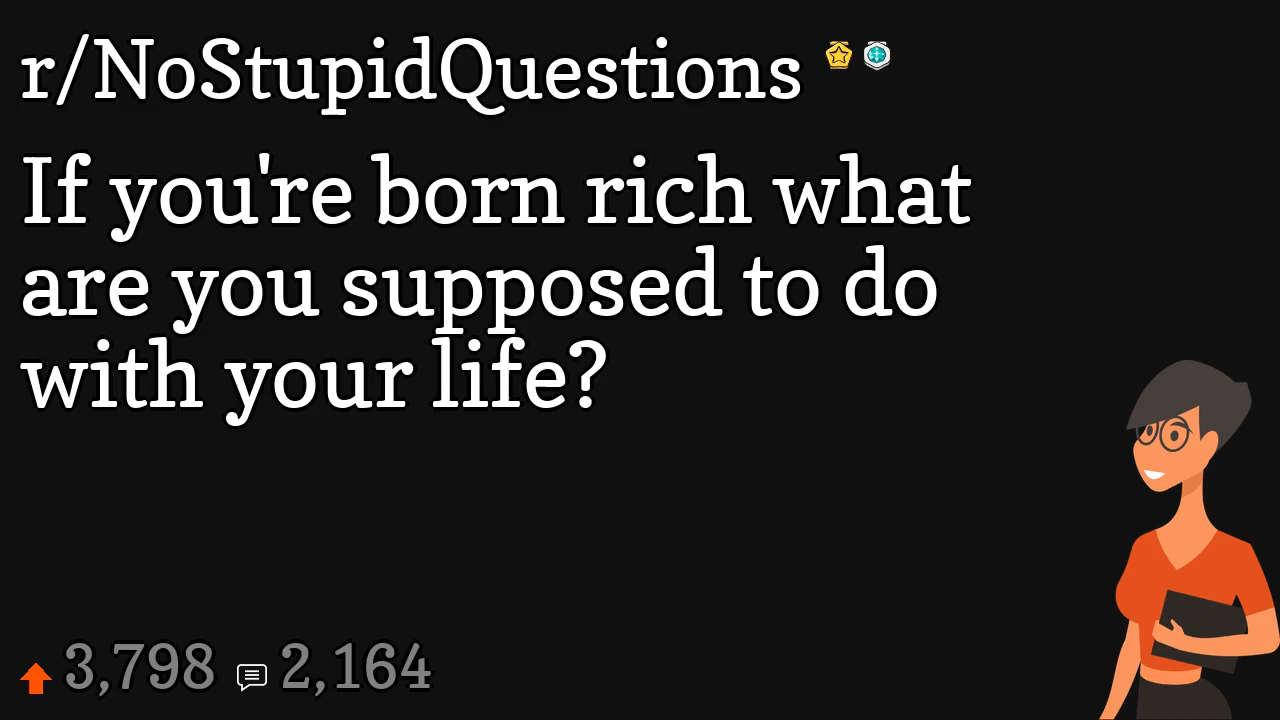 r/NoStupidQuestions
If you're born rich what
are you supposed to do
with your life?
3,798 2,164